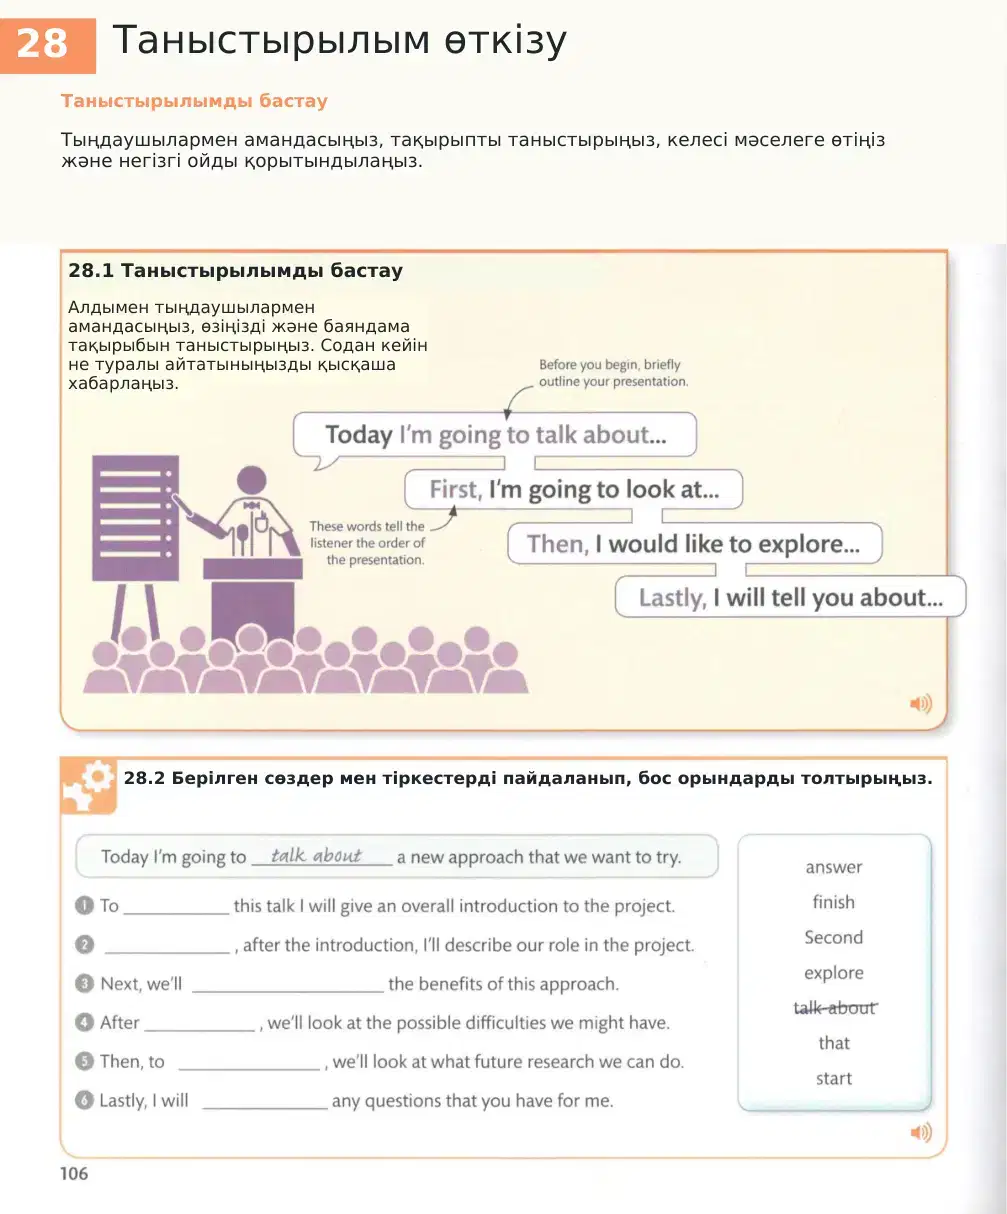 28 Таныстырылым өткізу
Таныстырылымды бастау
Тыңдаушылармен амандасыңыз, тақырыпты таныстырыңыз, келесі мәселеге өтіңіз
және негізгі ойды қорытындылаңыз.
28.1 Таныстырылымды бастау
Алдымен тыңдаушылармен
амандасыңыз, өзіңізді және баяндама
тақырыбын таныстырыңыз. Содан кейін
не туралы айтатыныңызды қысқаша
хабарлаңыз.
Before you begin, briefly
outline your presentation.
Today I'm going to talk about...
First, I'm going to look at...
These words tell the
listener the order of
the presentation.
Then, I would like to explore...
Lastly, I will tell you about...
28.2 Берілген сөздер мен тіркестерді пайдаланып, бос орындарды толтырыңыз.
Today I'm going to talk about a new approach that we want to try.
1 To ___________ this talk I will give an overall introduction to the project.
2 ___________ , after the introduction, I'll describe our role in the project.
3 Next, we'll ___________ the benefits of this approach.
4 After ___________ , we'll look at the possible difficulties we might have.
5 Then, to ___________ , we'll look at what future research we can do.
6 Lastly, I will ___________ any questions that you have for me.
answer
finish
Second
explore
talk about
that
start
106